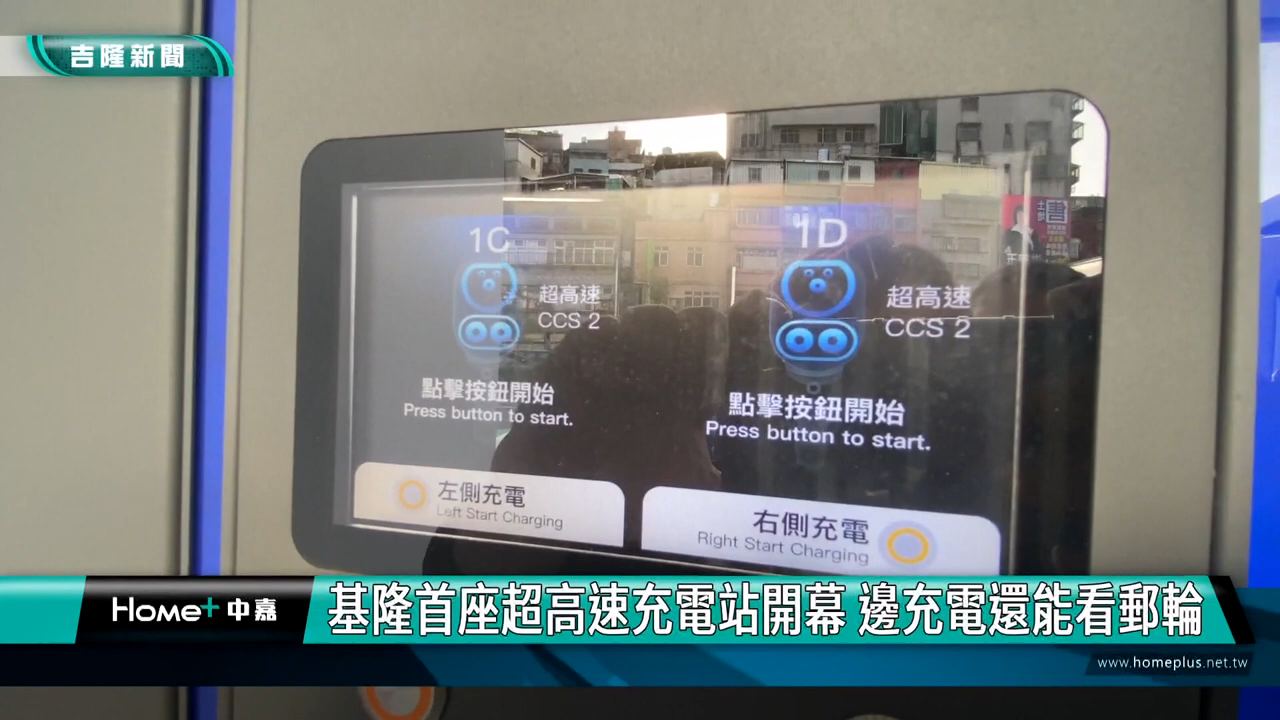 吉隆新聞
1C
超高速
CCS 2
點擊按鈕開始
Press button to start.
左側充電
Left Start Charging
1D
超高速
CCS 2
點擊按鈕開始
Press button to start.
右側充電
Right Start Charging
Home+ 中嘉
基隆首座超高速充電站開幕 邊充電還能看郵輪
www.homeplus.net.tw